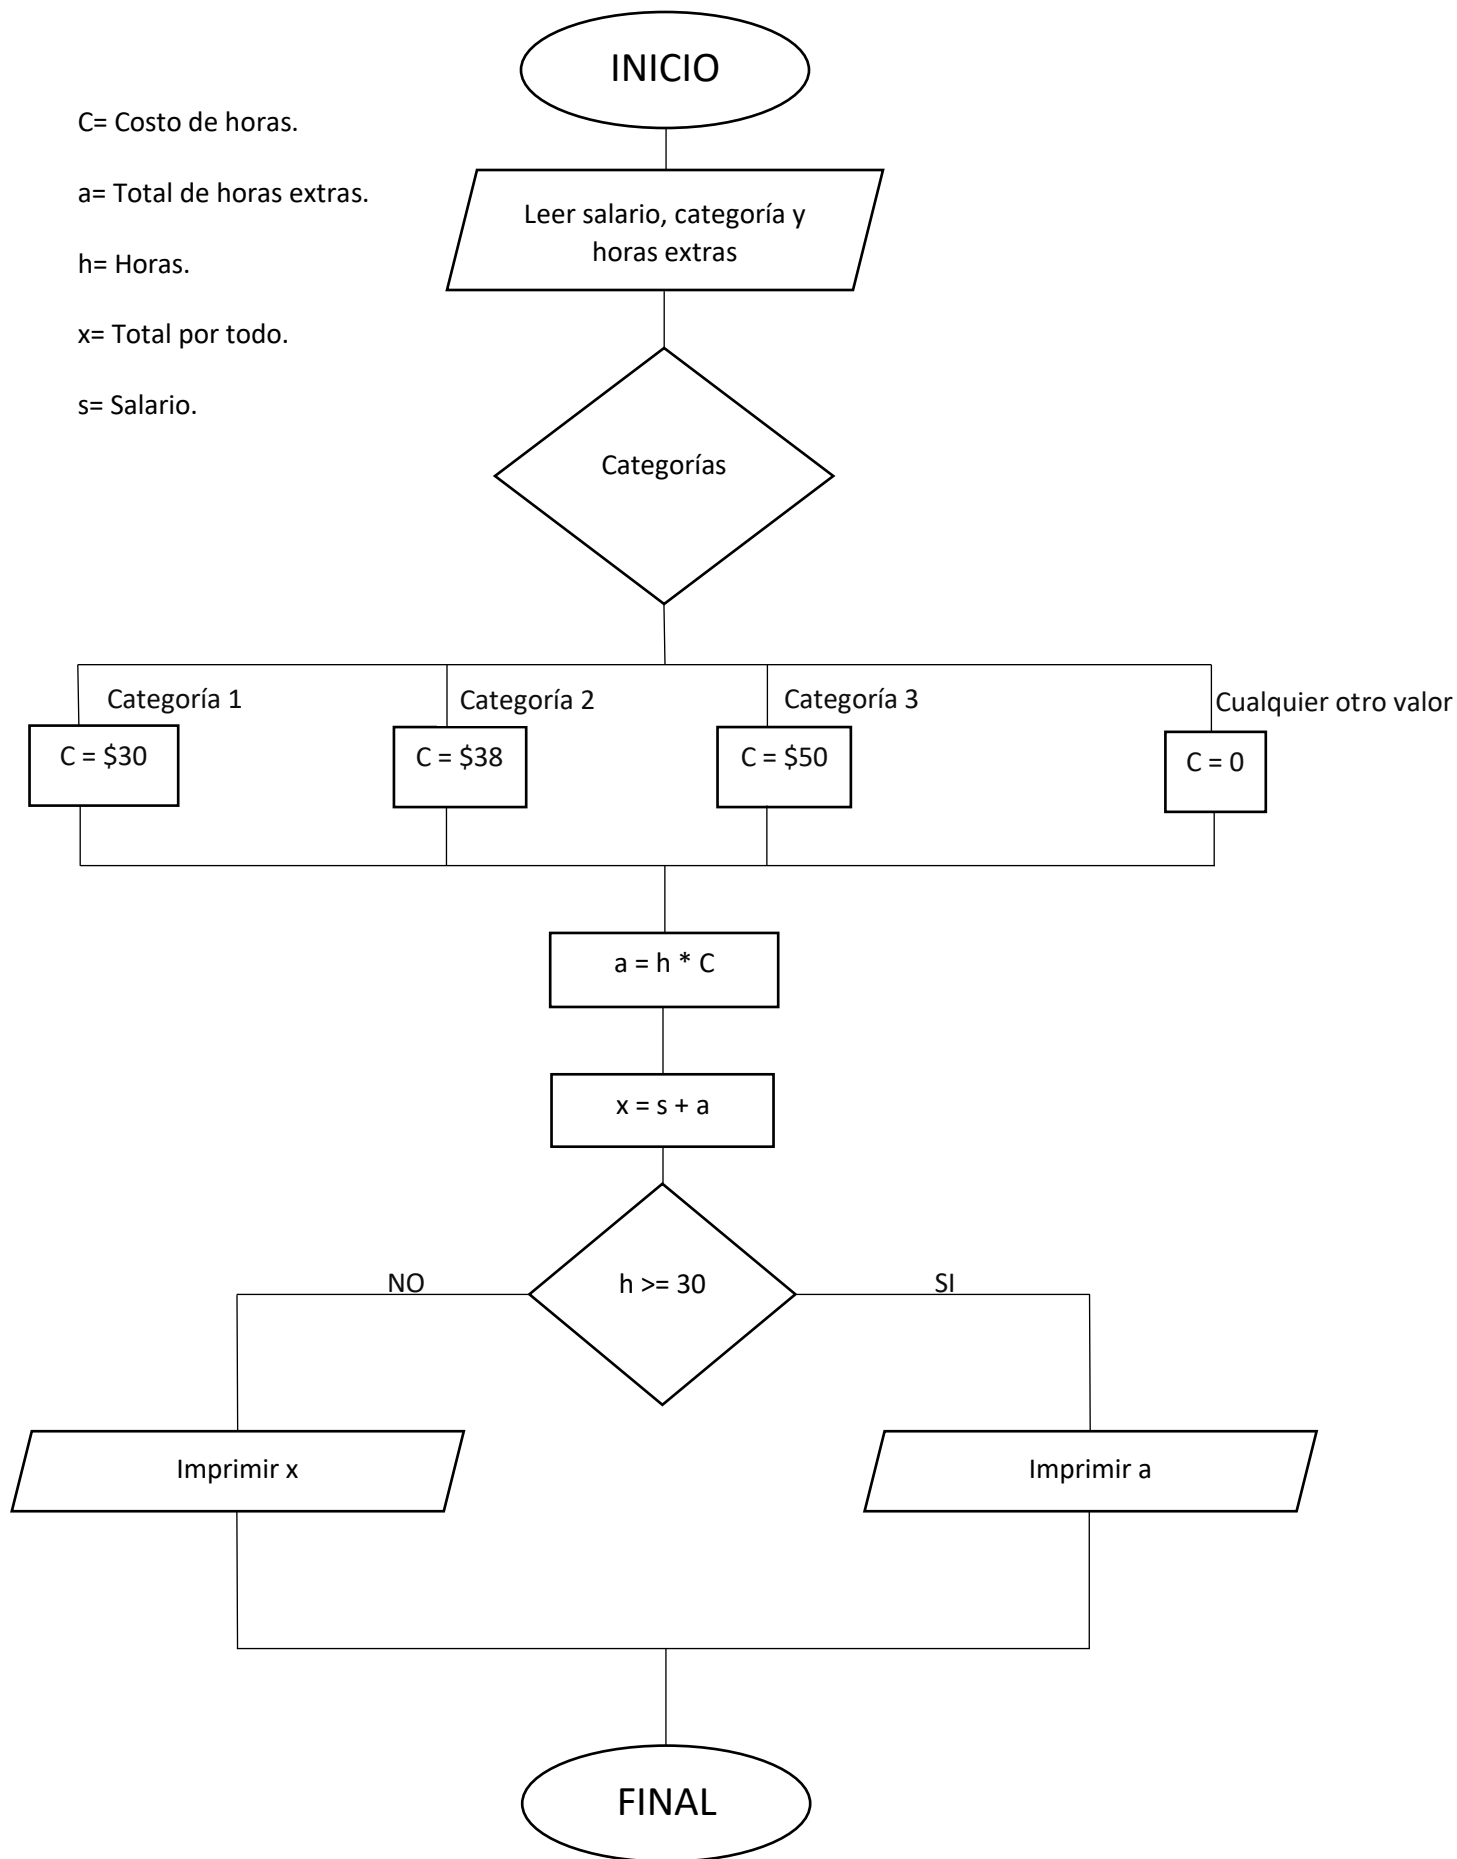 INICIO
C= Costo de horas.
a= Total de horas extras.
h= Horas.
x= Total por todo.
s= Salario.
Leer salario, categoría y
horas extras
Categorías
Categoría 1
Categoría 2
Categoría 3
Cualquier otro valor
C = $30
C = $38
C = $50
C = 0
a = h * C
x = s + a
h >= 30
NO
SI
Imprimir x
Imprimir a
FINAL